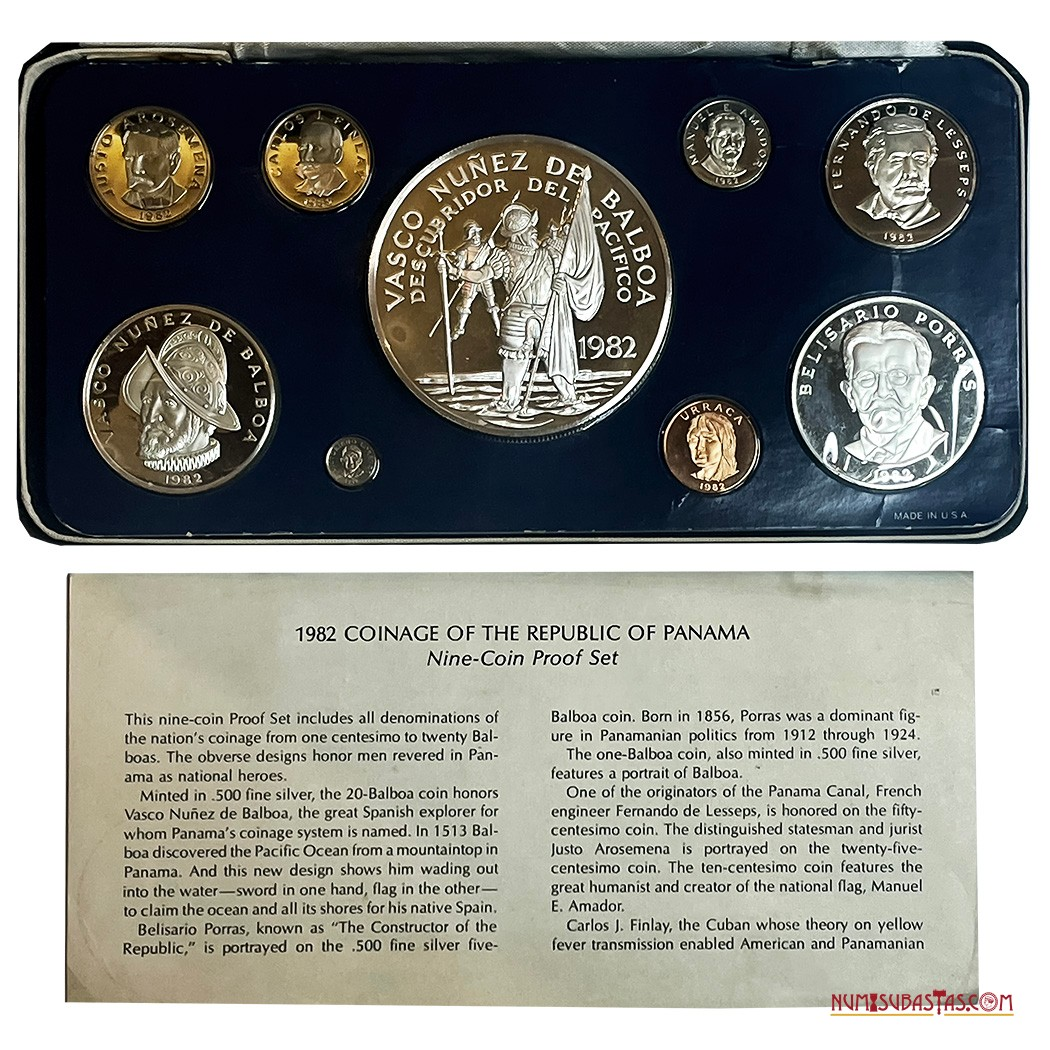 JUSTO AROSEMENA
1982
CARLOS J. FINLAY
VASCO NUÑEZ DE BALBOA
DESCUBRIDOR DEL PACIFICO
1982
MANUEL E. AMADOR
1982
FERNANDO DE LESSEPS
1982
VASCO NUÑEZ DE BALBOA
1982
URRACA
1982
BELISARIO PORRAS
1982
MADE IN U S A
1982 COINAGE OF THE REPUBLIC OF PANAMA
Nine-Coin Proof Set
This nine-coin Proof Set includes all denominations of
the nation's coinage from one centesimo to twenty Bal-
boas. The obverse designs honor men revered in Pan-
ama as national heroes.
Minted in .500 fine silver, the 20-Balboa coin honors
Vasco Nuñez de Balboa, the great Spanish explorer for
whom Panama's coinage system is named. In 1513 Bal-
boa discovered the Pacific Ocean from a mountaintop in
Panama. And this new design shows him wading out
into the water—sword in one hand, flag in the other—
to claim the ocean and all its shores for his native Spain.
Belisario Porras, known as "The Constructor of the
Republic," is portrayed on the .500 fine silver five-
Balboa coin. Born in 1856, Porras was a dominant fig-
ure in Panamanian politics from 1912 through 1924.
The one-Balboa coin, also minted in .500 fine silver,
features a portrait of Balboa.
One of the originators of the Panama Canal, French
engineer Fernando de Lesseps, is honored on the fifty-
centesimo coin. The distinguished statesman and jurist
Justo Arosemena is portrayed on the twenty-five-
centesimo coin. The ten-centesimo coin features the
great humanist and creator of the national flag, Manuel
E. Amador.
Carlos J. Finlay, the Cuban whose theory on yellow
fever transmission enabled American and Panamanian
NUMISUBASTAS.COM